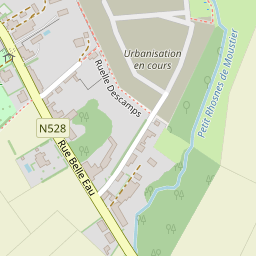 Urbanisation
en cours
Ruelle Descamps
Petit Rhosnes de Moustier
N528
Rue Belle Eau